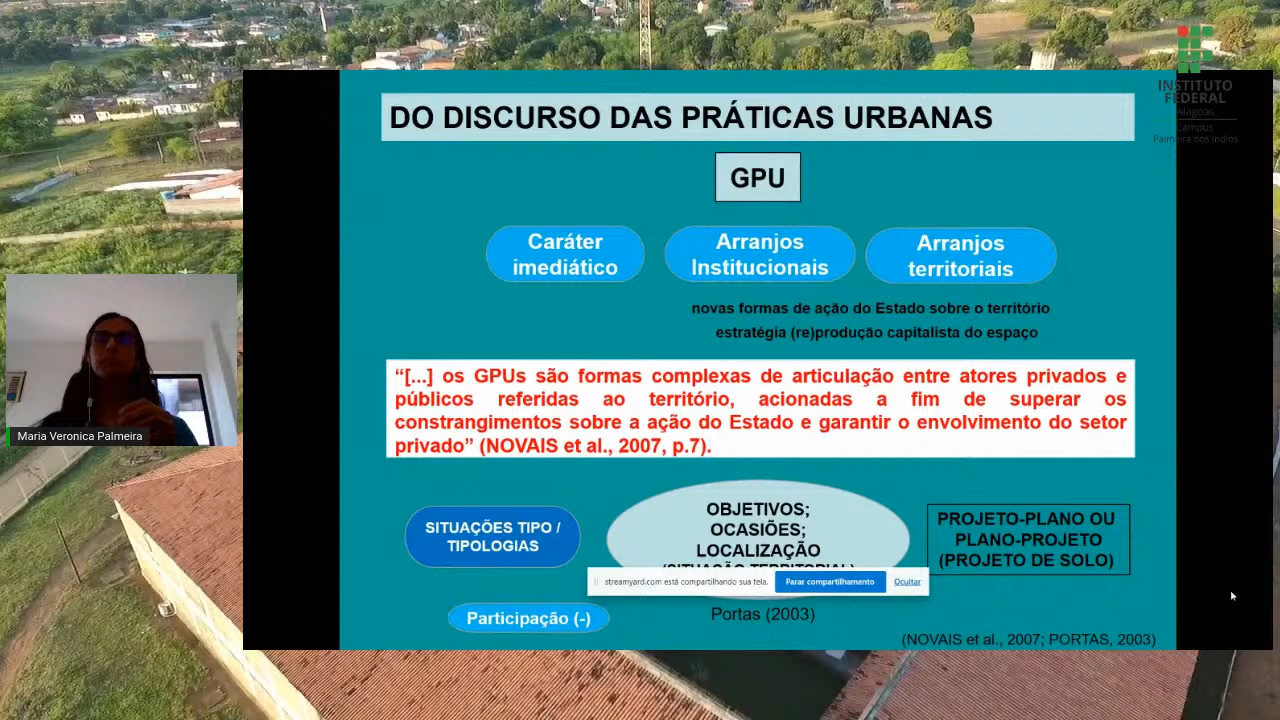 DO DISCURSO DAS PRÁTICAS URBANAS
GPU
Caráter
imediático
Arranjos
Institucionais
Arranjos
territoriais
novas formas de ação do Estado sobre o território
estratégia (re)produção capitalista do espaço
“[...] os GPUs são formas complexas de articulação entre atores privados e
públicos referidas ao território, acionadas a fim de superar os
constrangimentos sobre a ação do Estado e garantir o envolvimento do setor
privado” (NOVAIS et al., 2007, p.7).
SITUAÇÕES TIPO /
TIPOLOGIAS
OBJETIVOS;
OCASIÕES;
LOCALIZAÇÃO
(SITUAÇÃO TERRITORIAL)
PROJETO-PLANO OU
PLANO-PROJETO
(PROJETO DE SOLO)
streamyard.com está compartilhando sua tela.
Parar compartilhamento
Ocultar
Participação (-)
Portas (2003)
(NOVAIS et al., 2007; PORTAS, 2003)
Maria Veronica Palmeira
INSTITUTO
FEDERAL
Alagoas
Campus
Palmeira dos Índios